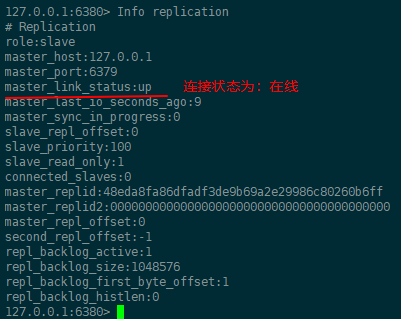 127.0.0.1:6380> Info replication
# Replication
role:slave
master_host:127.0.0.1
master_port:6379
master_link_status:up 连接状态为：在线
master_last_io_seconds_ago:9
master_sync_in_progress:0
slave_repl_offset:0
slave_priority:100
slave_read_only:1
connected_slaves:0
master_replid:48eda8fa86dfadf3de9b69a2e29986c80260b6ff
master_replid2:0000000000000000000000000000000000000000
master_repl_offset:0
second_repl_offset:-1
repl_backlog_active:1
repl_backlog_size:1048576
repl_backlog_first_byte_offset:1
repl_backlog_histlen:0
127.0.0.1:6380>